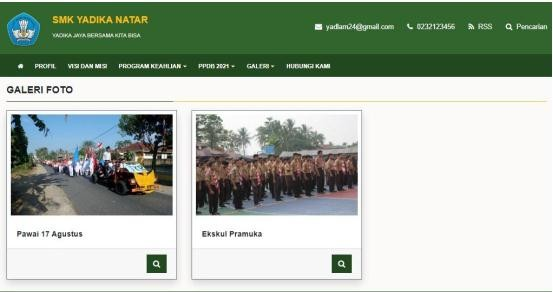 SMK YADIKA NATAR
YADIKA JAYA BERSAMA KITA BISA
yadlam24@gmail.com 0232123456 RSS Pencarian
PROFIL VISI DAN MISI PROGRAM KEAHLIAN PPDB 2021 GALERI HUBUNGI KAMI
GALERI FOTO
Pawai 17 Agustus
Ekskul Pramuka